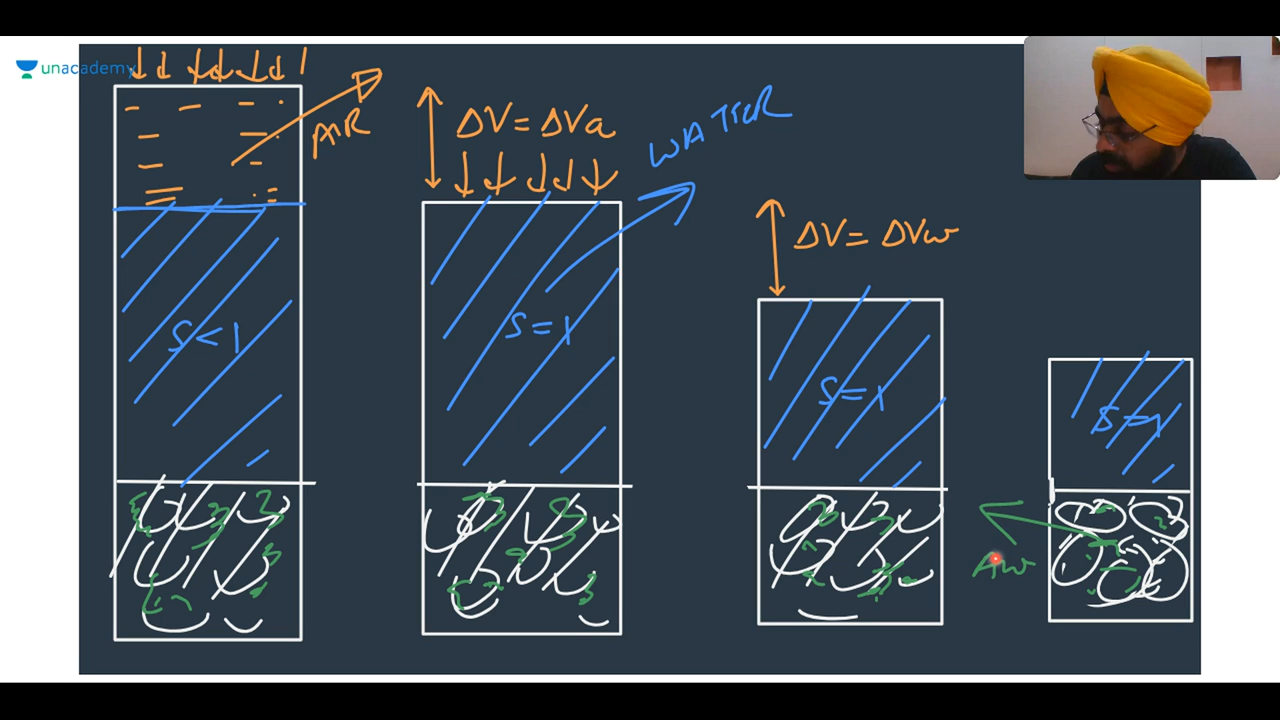 unacademy
AIR
S < 1
ΔV = ΔVa
WATER
S = 1
ΔV = ΔVw
S = 1
S = 1
AW